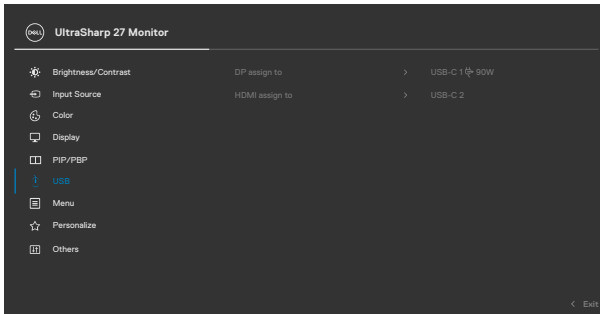 DELL UltraSharp 27 Monitor
Brightness/Contrast DP assign to > USB-C 1 90W
Input Source HDMI assign to > USB-C 2
Color
Display
PIP/PBP
USB
Menu
Personalize
Others
< Exit